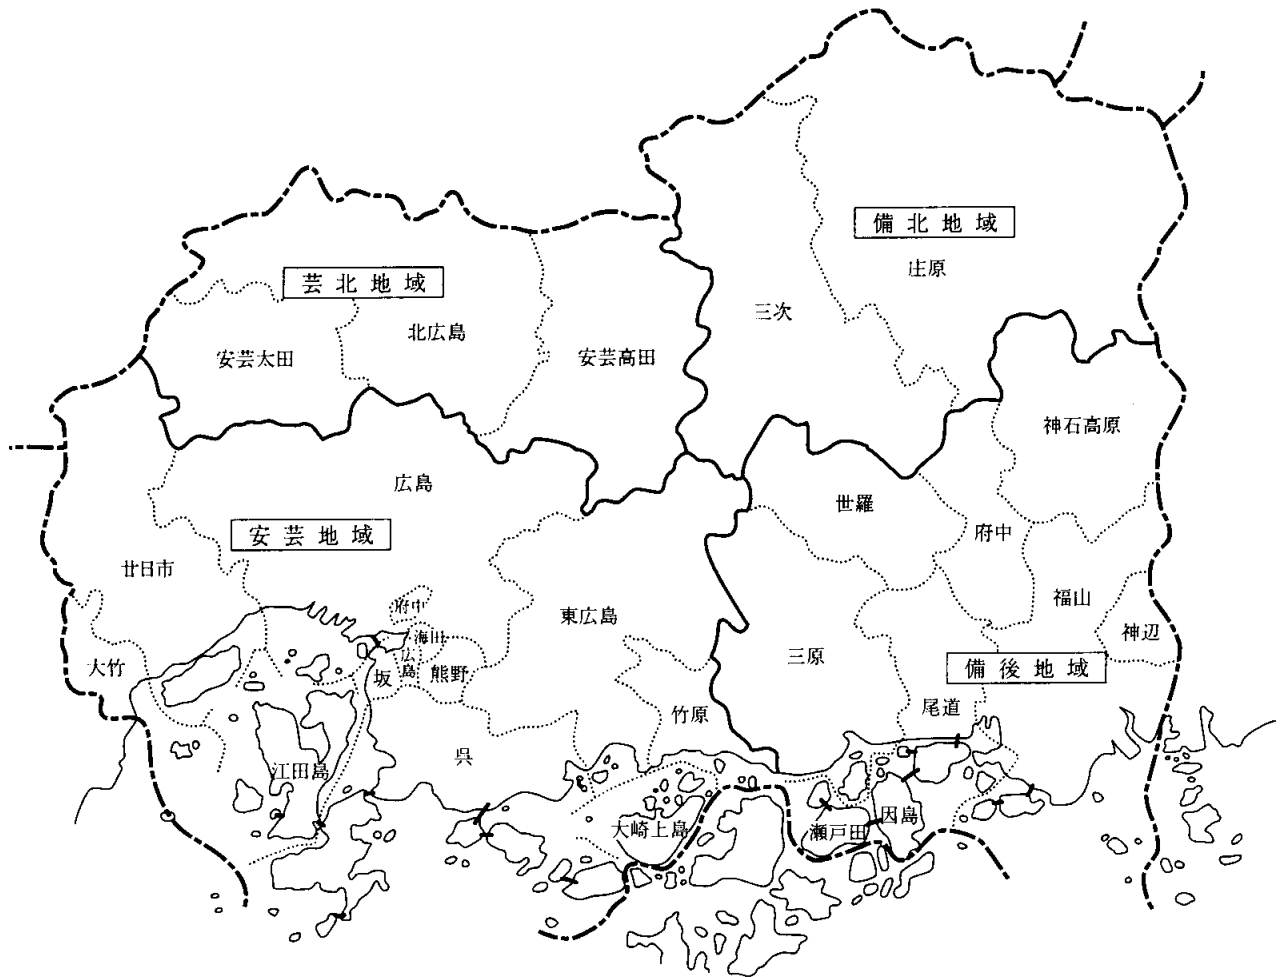 備北地域
庄原
芸北地域
三次
北広島
安芸太田
安芸高田
神石高原
広島
世羅
安芸地域
府中
廿日市
福山
府中
東広島
海田
神辺
広島
三原
大竹
坂
熊野
備後地域
竹原
尾道
呉
江田島
大崎上島
瀬戸田
因島